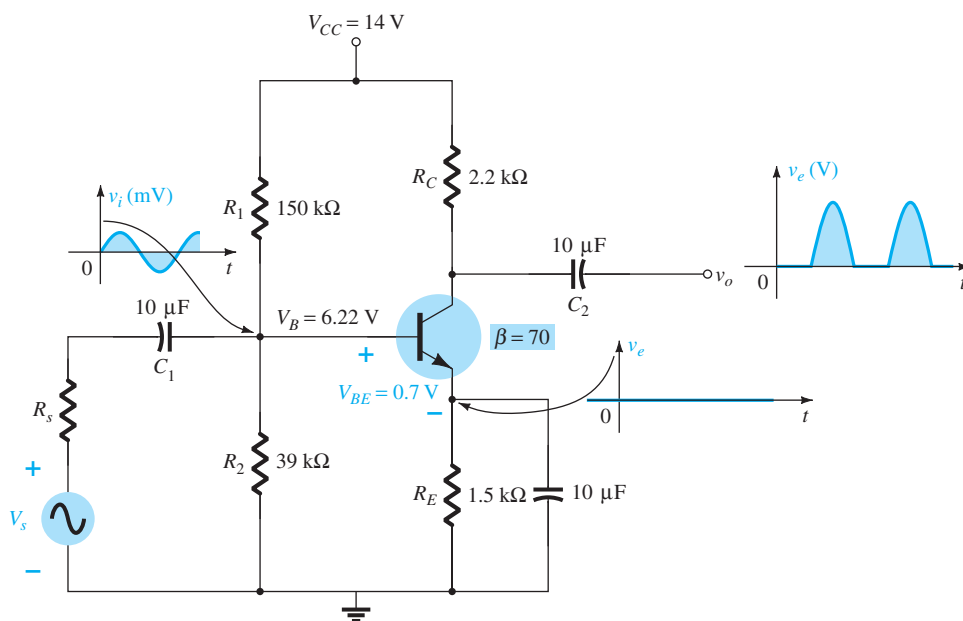 V_CC = 14 V
R_C
2.2 kΩ
v_e (V)
0
t
v_i (mV)
0
t
R_1
150 kΩ
10 μF
C_2
v_o
10 μF
C_1
V_B = 6.22 V
β = 70
+
V_BE = 0.7 V
−
v_e
0
t
R_s
+
V_s
−
R_2
39 kΩ
R_E
1.5 kΩ
10 μF